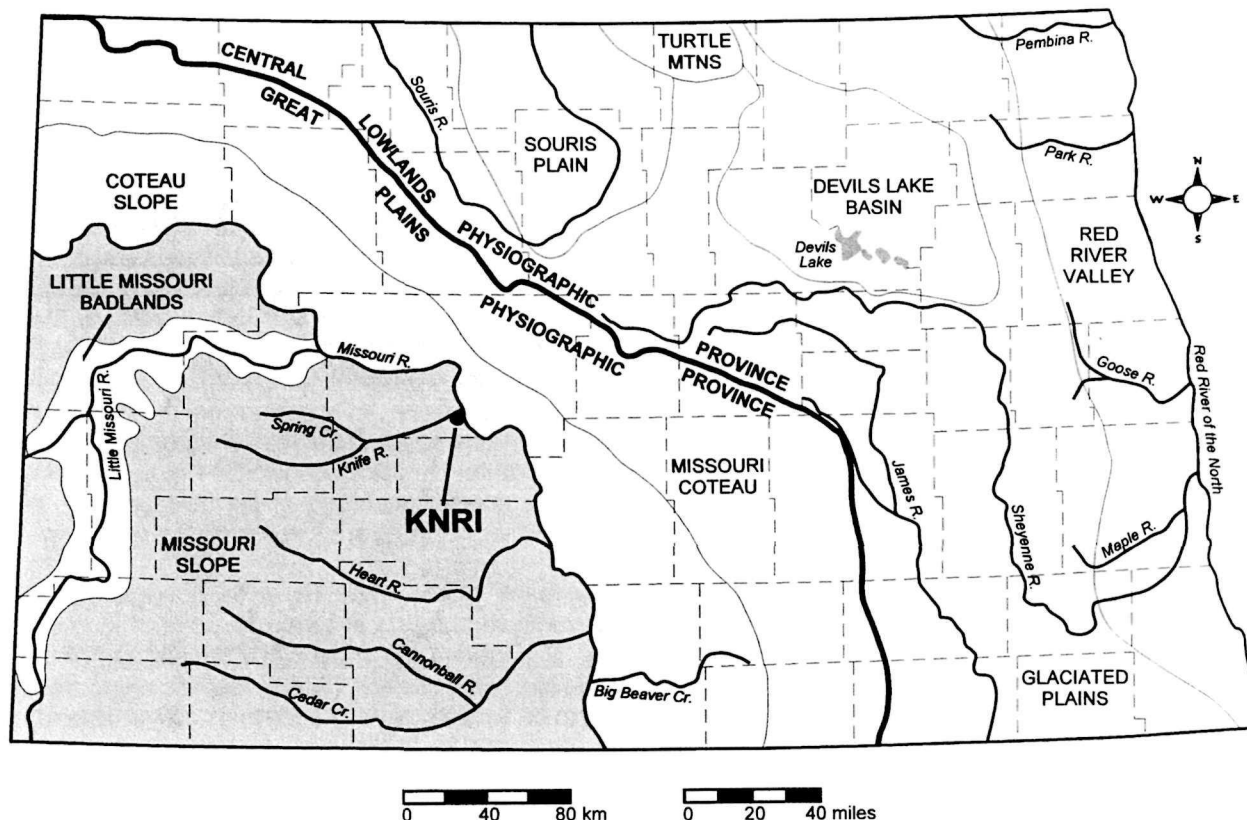 TURTLE
MTNS
Pembina R.
CENTRAL
GREAT
LOWLANDS
PLAINS
Souris R.
SOURIS
PLAIN
Park R.
COTEAU
SLOPE
DEVILS LAKE
BASIN
Devils
Lake
N
W
E
S
RED
RIVER
VALLEY
PHYSIOGRAPHIC
PHYSIOGRAPHIC
LITTLE MISSOURI
BADLANDS
Missouri R.
PROVINCE
PROVINCE
Goose R.
Red River of the North
Little Missouri R.
Spring Cr.
Knife R.
KNRI
MISSOURI
COTEAU
James R.
Sheyenne R.
Maple R.
MISSOURI
SLOPE
Heart R.
Cannonball R.
Cedar Cr.
Big Beaver Cr.
GLACIATED
PLAINS
0 40 80 km
0 20 40 miles